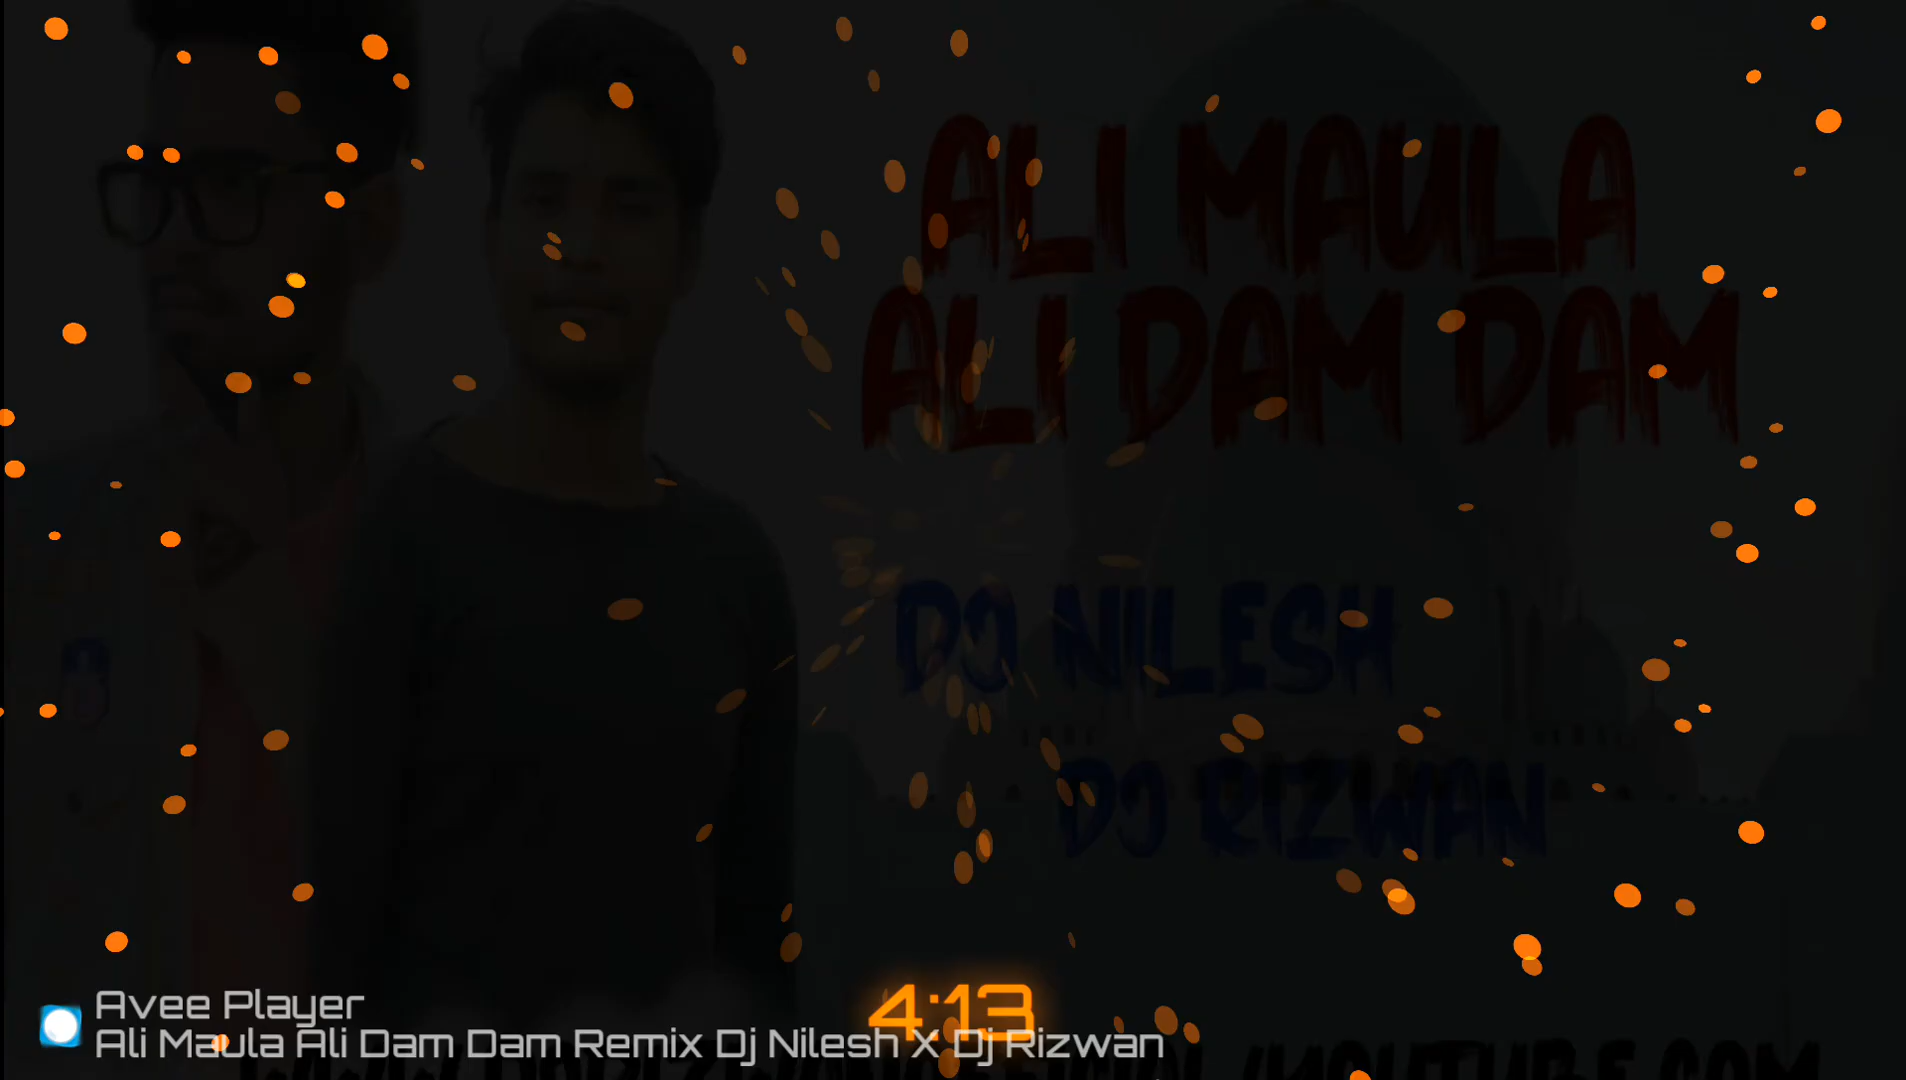 ALI MAULA
ALI DAM DAM
DJ NILESH
DJ RIZWAN
4:13
Avee Player
Ali Maula Ali Dam Dam Remix Dj Nilesh X Dj Rizwan